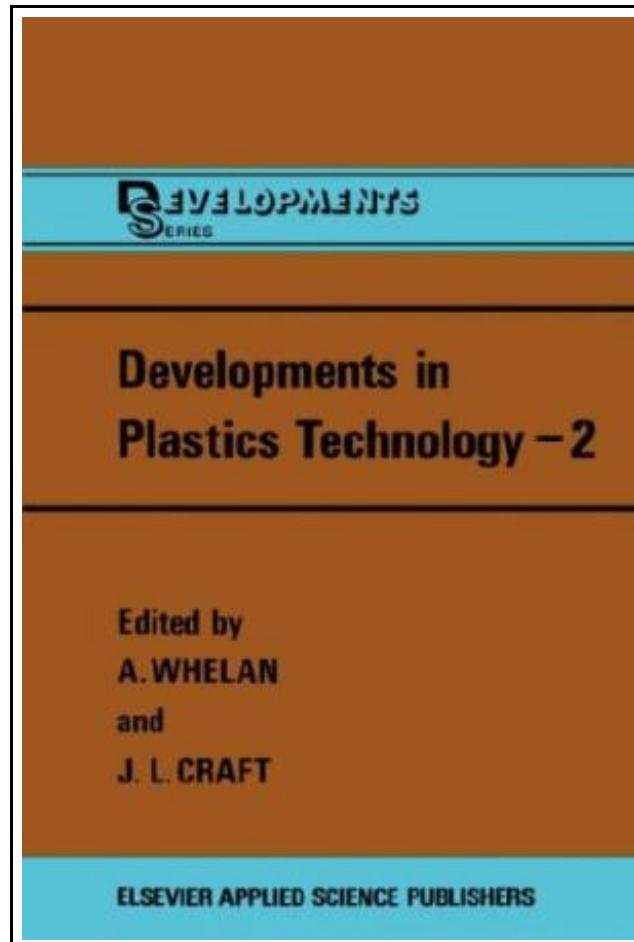 DEVELOPMENTS
SERIES
Developments in
Plastics Technology – 2
Edited by
A. WHELAN
and
J. L. CRAFT
ELSEVIER APPLIED SCIENCE PUBLISHERS